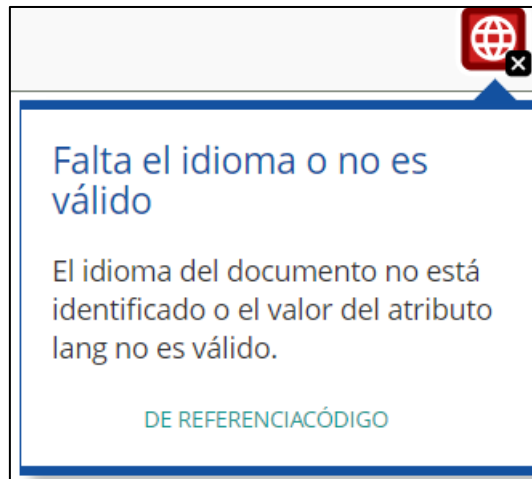 Falta el idioma o no es
válido
El idioma del documento no está
identificado o el valor del atributo
lang no es válido.
DE REFERENCIACÓDIGO